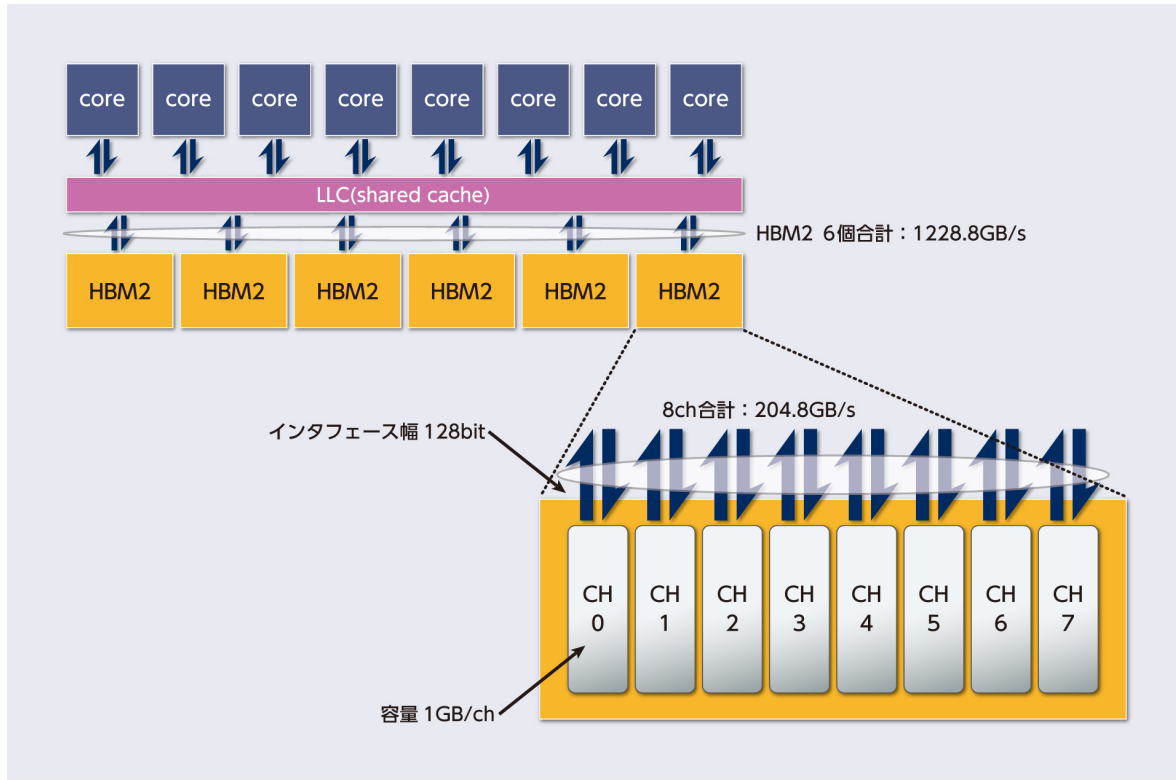 core core core core core core core core
LLC(shared cache)
HBM2 6個合計：1228.8GB/s
HBM2 HBM2 HBM2 HBM2 HBM2 HBM2
8ch合計：204.8GB/s
インタフェース幅 128bit
CH CH CH CH CH CH CH CH
0 1 2 3 4 5 6 7
容量 1GB/ch